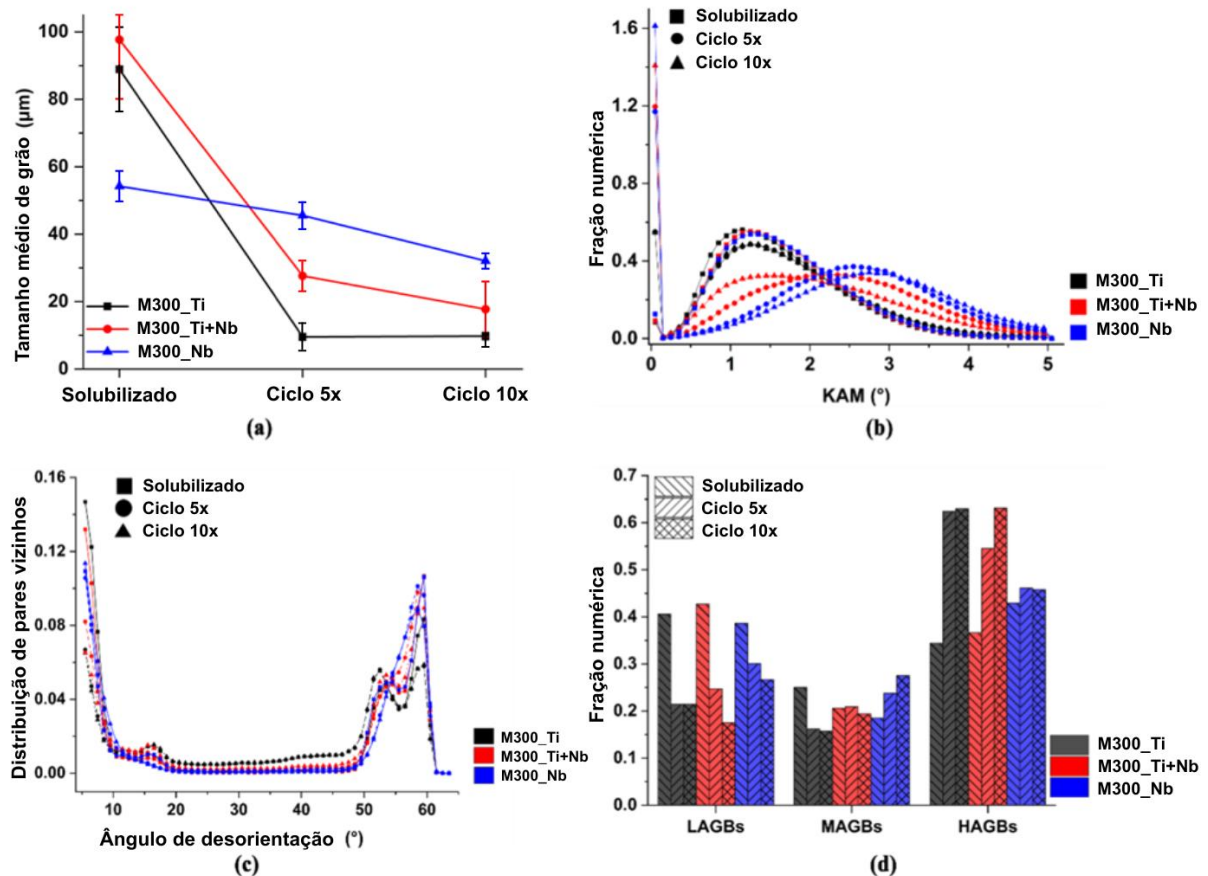 100
80
60
40
20
0
Tamanho médio de grão (µm)
M300_Ti
M300_Ti+Nb
M300_Nb
Solubilizado
Ciclo 5x
Ciclo 10x
(a)
Solubilizado
Ciclo 5x
Ciclo 10x
1.6
1.2
0.8
0.4
0.0
Fração numérica
M300_Ti
M300_Ti+Nb
M300_Nb
0
1
2
3
4
5
KAM (°)
(b)
Solubilizado
Ciclo 5x
Ciclo 10x
0.16
0.12
0.08
0.04
0.00
Distribuição de pares vizinhos
M300_Ti
M300_Ti+Nb
M300_Nb
10
20
30
40
50
60
Ângulo de desorientação (°)
(c)
Solubilizado
Ciclo 5x
Ciclo 10x
0.7
0.6
0.5
0.4
0.3
0.2
0.1
0.0
Fração numérica
M300_Ti
M300_Ti+Nb
M300_Nb
LAGBs
MAGBs
HAGBs
(d)